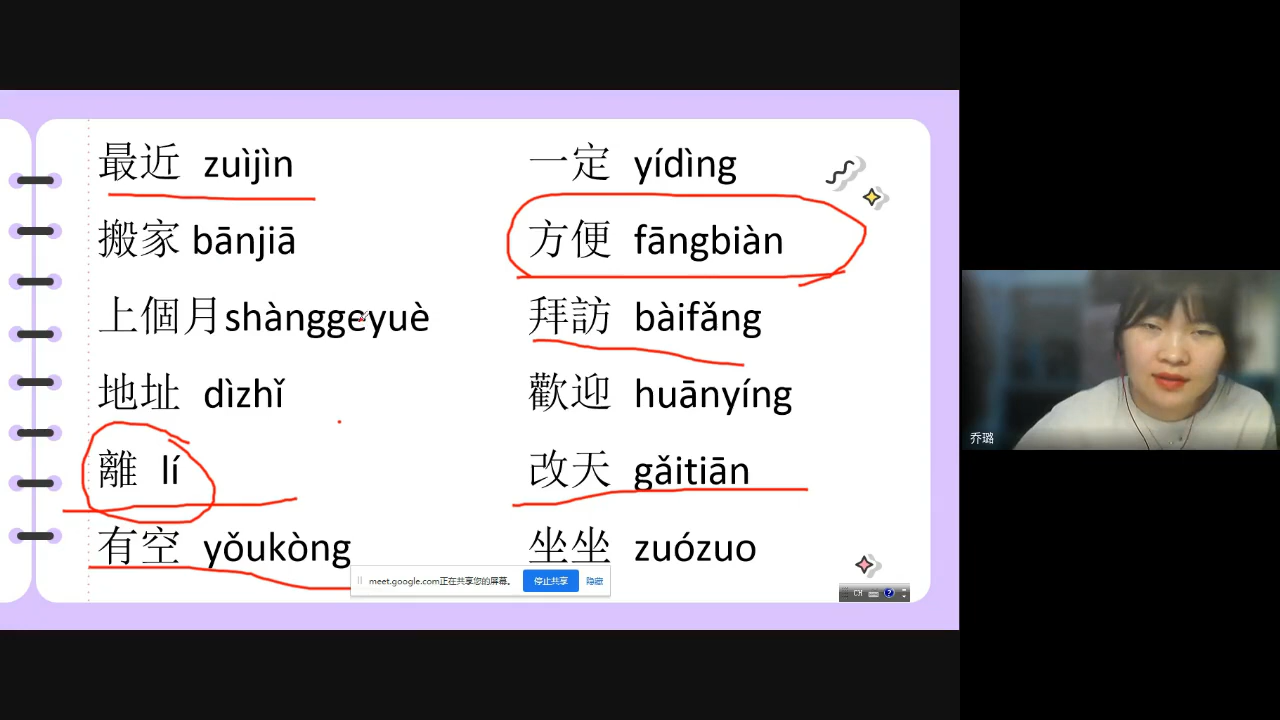 最近 zuìjìn
搬家 bānjiā
上個月shànggeyuè
地址 dìzhǐ
離 lí
有空 yǒukòng
一定 yídìng
方便 fāngbiàn
拜訪 bàifǎng
歡迎 huānyíng
改天 gǎitiān
坐坐 zuózuo
meet.google.com正在共享您的屏幕。 停止共享 隐藏
CH
乔璐